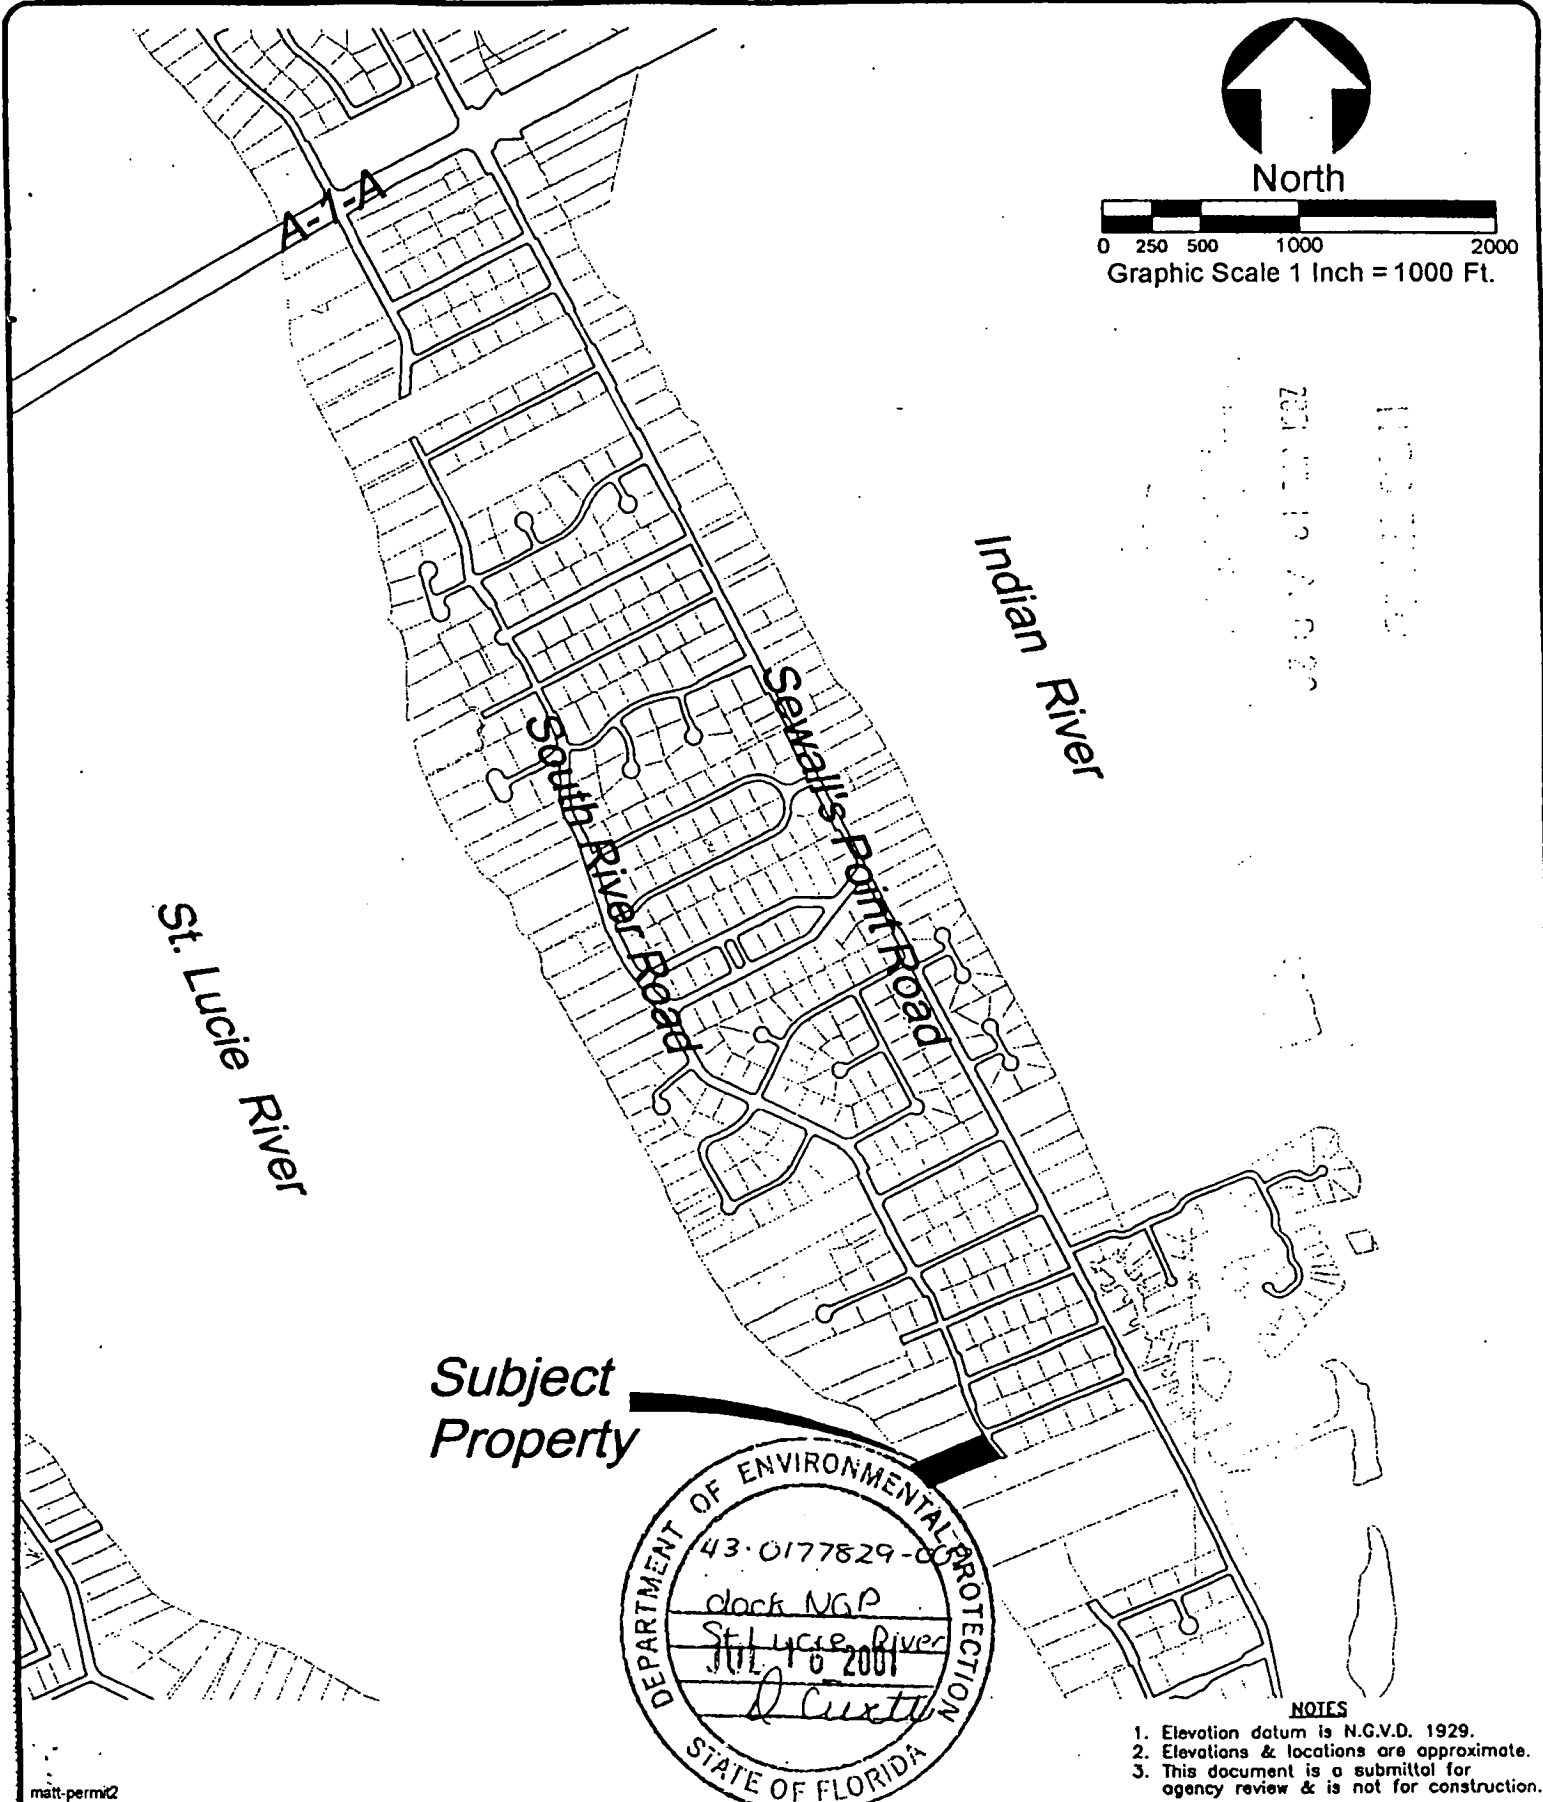 North
0 250 500 1000 2000
Graphic Scale 1 Inch = 1000 Ft.
A-1-A
Indian River
Sewall's Point Road
South River Road
St. Lucie River
Subject
Property
DEPARTMENT OF ENVIRONMENTAL PROTECTION
STATE OF FLORIDA
43-0177829-
dock NGP
St. Lucie River
JUL 16 2001
NOTES
1. Elevation datum is N.G.V.D. 1929.
2. Elevations & locations are approximate.
3. This document is a submittal for
agency review & is not for construction.
matt-permit2